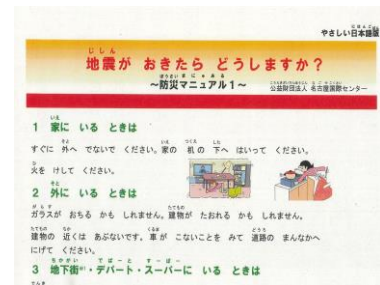 やさしい日本語版
地震が おきたら どうしますか？
～防災マニュアル１～
公益財団法人 名古屋国際センター
１ 家に いる ときは
すぐに 外へ でないで ください。家の 机の 下へ はいって ください。
火を けして ください。
２ 外に いる ときは
ガラスが おちる かも しれません。建物が たおれる かも しれません。
建物の 近くは あぶないです。車が こないことを みて 道路の まんなかへ
にげて ください。
３ 地下街・デパート・スーパーに いる ときは